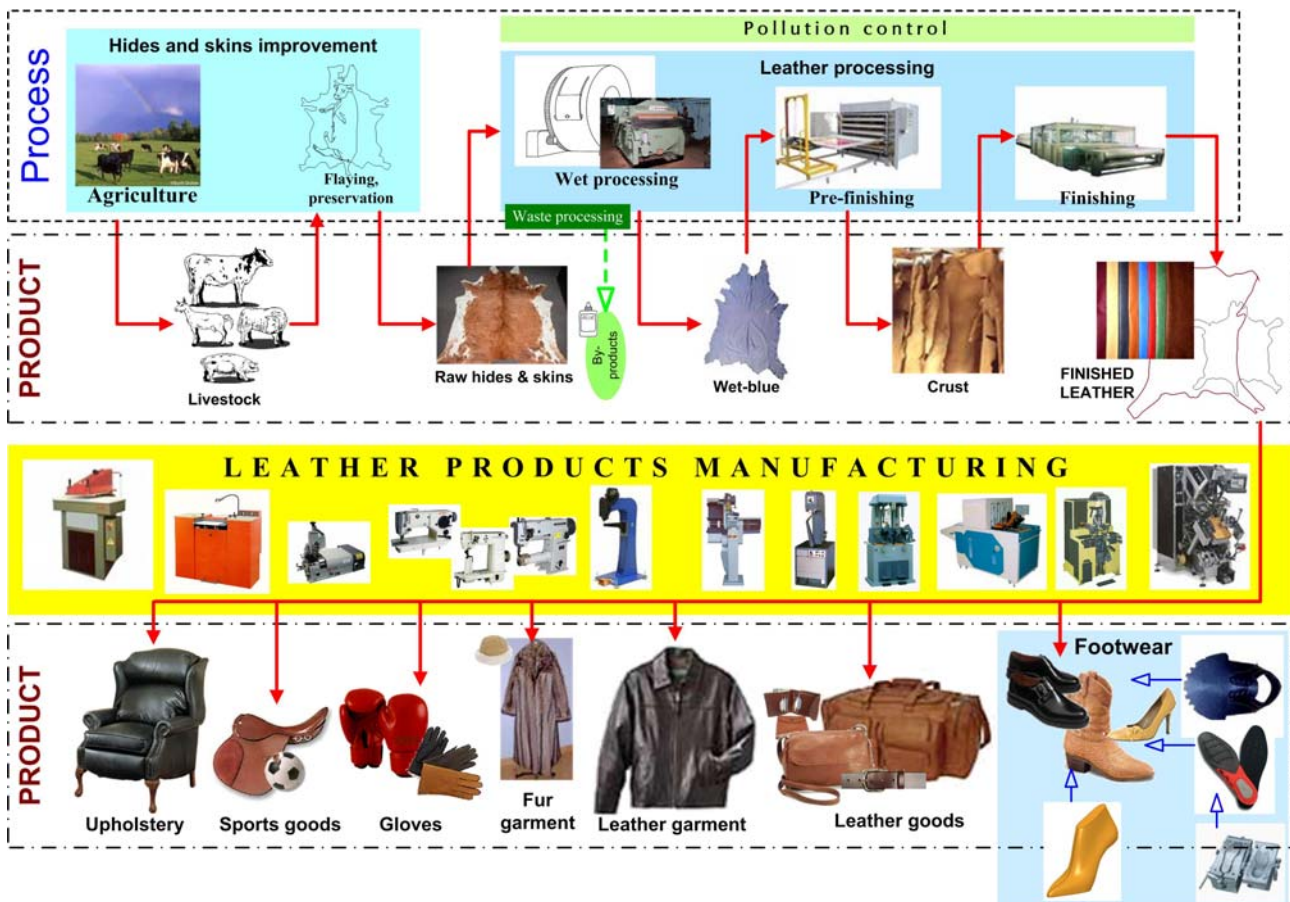 Process
Hides and skins improvement
Agriculture
Flaying,
preservation
Pollution control
Leather processing
Wet processing
Pre-finishing
Finishing
Waste processing
PRODUCT
Livestock
Raw hides & skins
By-
products
Wet-blue
Crust
FINISHED
LEATHER
LEATHER PRODUCTS MANUFACTURING
PRODUCT
Upholstery
Sports goods
Gloves
Fur
garment
Leather garment
Leather goods
Footwear